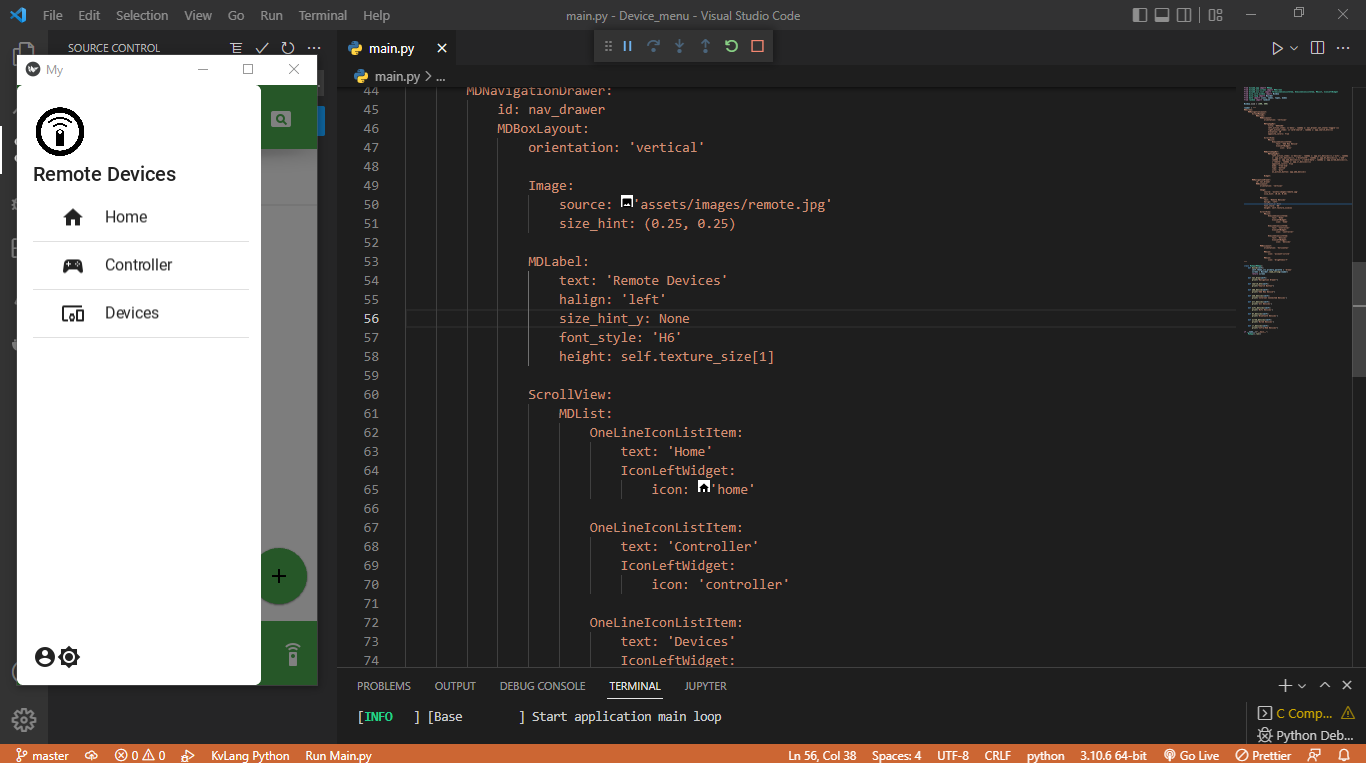 File Edit Selection View Go Run Terminal Help main.py - Device_menu - Visual Studio Code
SOURCE CONTROL
main.py
main.py > ...
My
Remote Devices
Home
Controller
Devices
44 MDNavigationDrawer:
45 id: nav_drawer
46 MDBoxLayout:
47 orientation: 'vertical'
48
49 Image:
50 source: 'assets/images/remote.jpg'
51 size_hint: (0.25, 0.25)
52
53 MDLabel:
54 text: 'Remote Devices'
55 halign: 'left'
56 size_hint_y: None
57 font_style: 'H6'
58 height: self.texture_size[1]
59
60 ScrollView:
61 MDList:
62 OneLineIconListItem:
63 text: 'Home'
64 IconLeftWidget:
65 icon: 'home'
66
67 OneLineIconListItem:
68 text: 'Controller'
69 IconLeftWidget:
70 icon: 'controller'
71
72 OneLineIconListItem:
73 text: 'Devices'
74 IconLeftWidget:
PROBLEMS OUTPUT DEBUG CONSOLE TERMINAL JUPYTER
[INFO ] [Base ] Start application main loop
C Comp...
Python Deb...
master 0 0 KvLang Python Run Main.py Ln 56, Col 38 Spaces: 4 UTF-8 CRLF python 3.10.6 64-bit Go Live Prettier